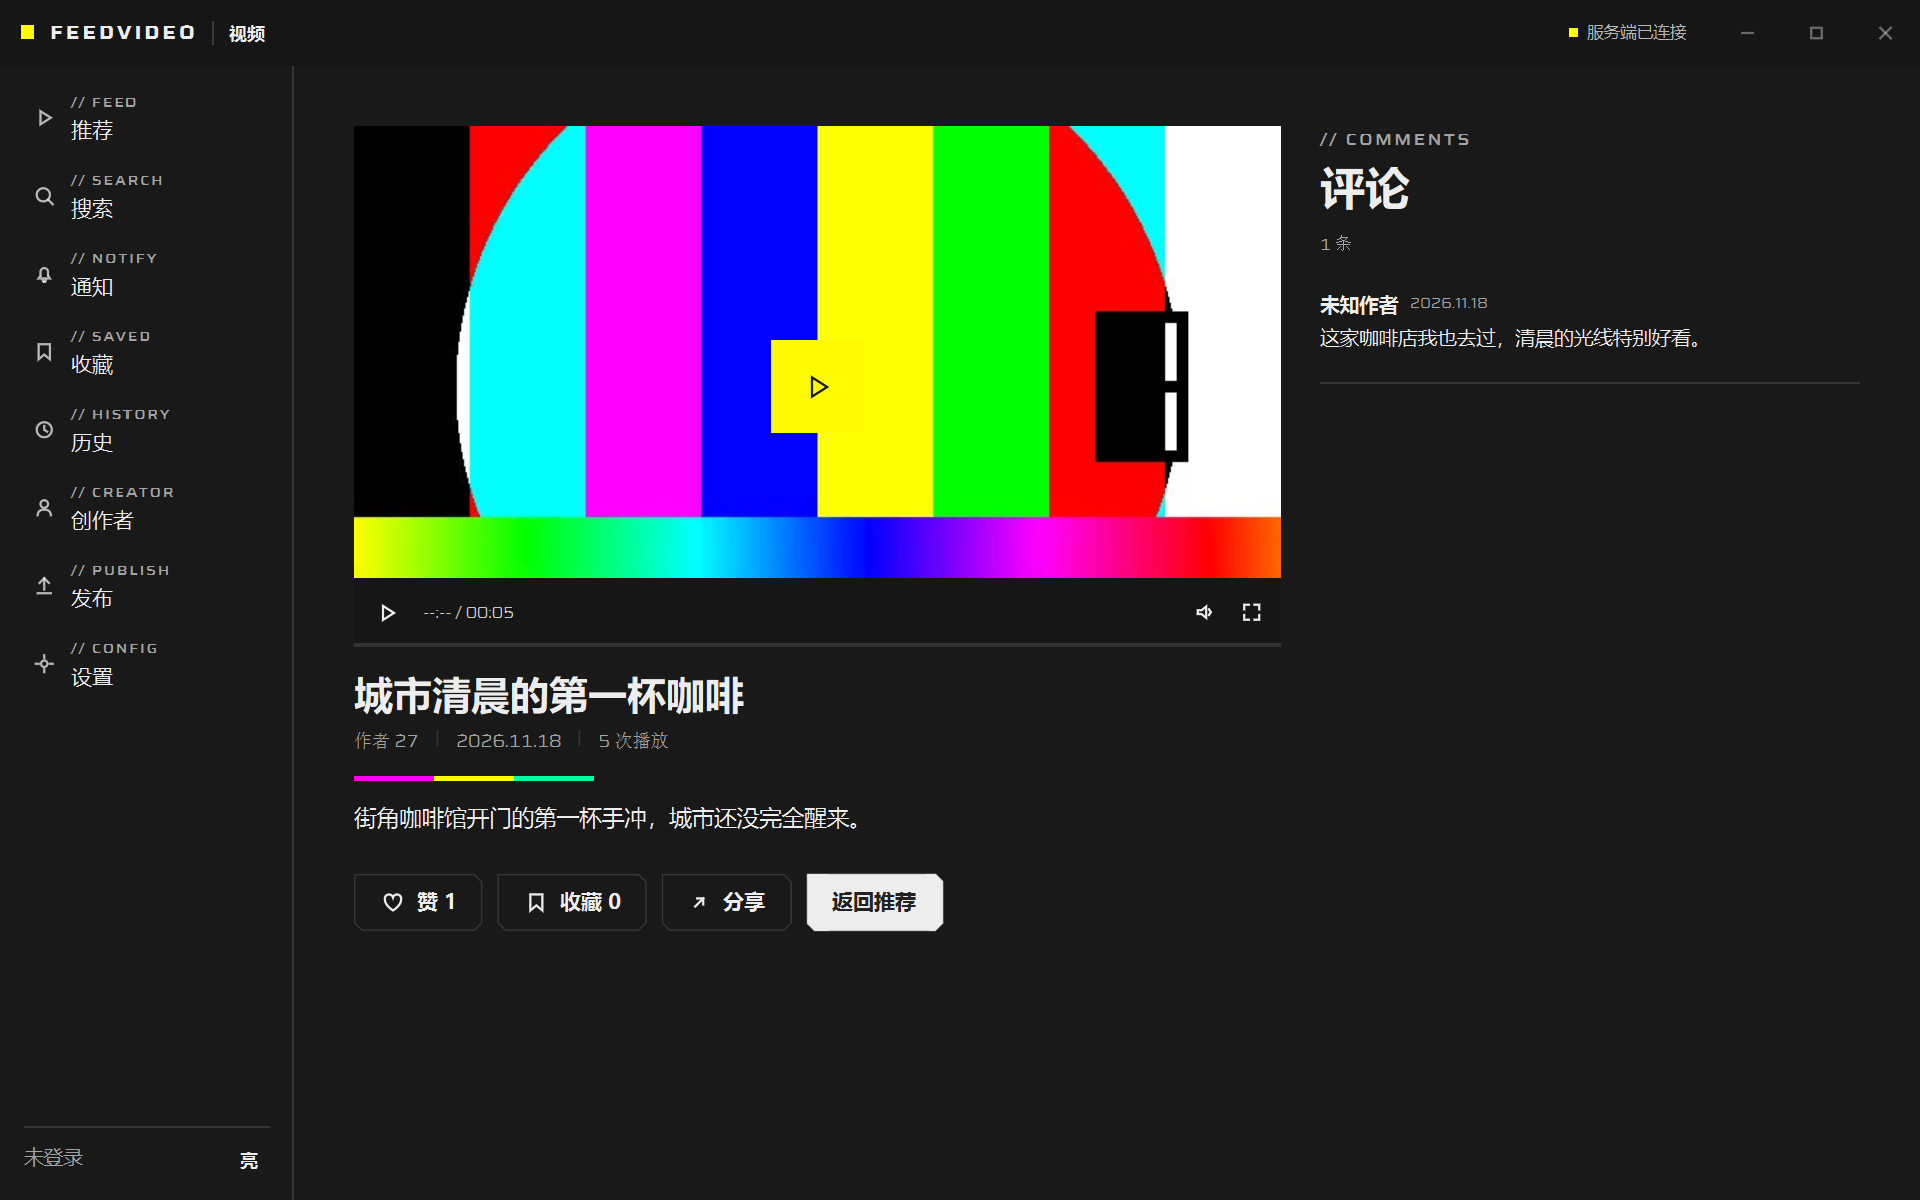 FEEDVIDEO
视频
服务端已连接
// FEED
推荐
// SEARCH
搜索
// NOTIFY
通知
// SAVED
收藏
// HISTORY
历史
// CREATOR
创作者
// PUBLISH
发布
// CONFIG
设置
未登录
亮
--:-- / 00:05
城市清晨的第一杯咖啡
作者 27
2026.11.18
5 次播放
街角咖啡馆开门的第一杯手冲，城市还没完全醒来。
赞 1
收藏 0
分享
返回推荐
// COMMENTS
评论
1 条
未知作者 2026.11.18
这家咖啡店我也去过，清晨的光线特别好看。